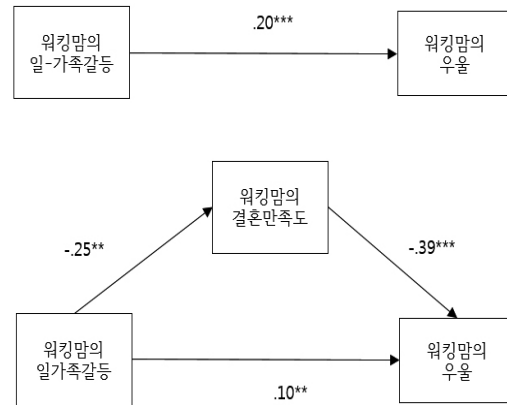 .20***
워킹맘의
일-가족갈등
워킹맘의
우울
워킹맘의
결혼만족도
-.25**
-.39***
워킹맘의
일가족갈등
워킹맘의
우울
.10**